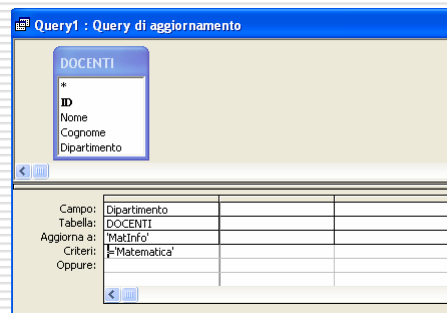 Query1 : Query di aggiornamento
DOCENTI
*
ID
Nome
Cognome
Dipartimento
Campo: Dipartimento
Tabella: DOCENTI
Aggiorna a: 'MatInfo'
Criteri: ='Matematica'
Oppure: